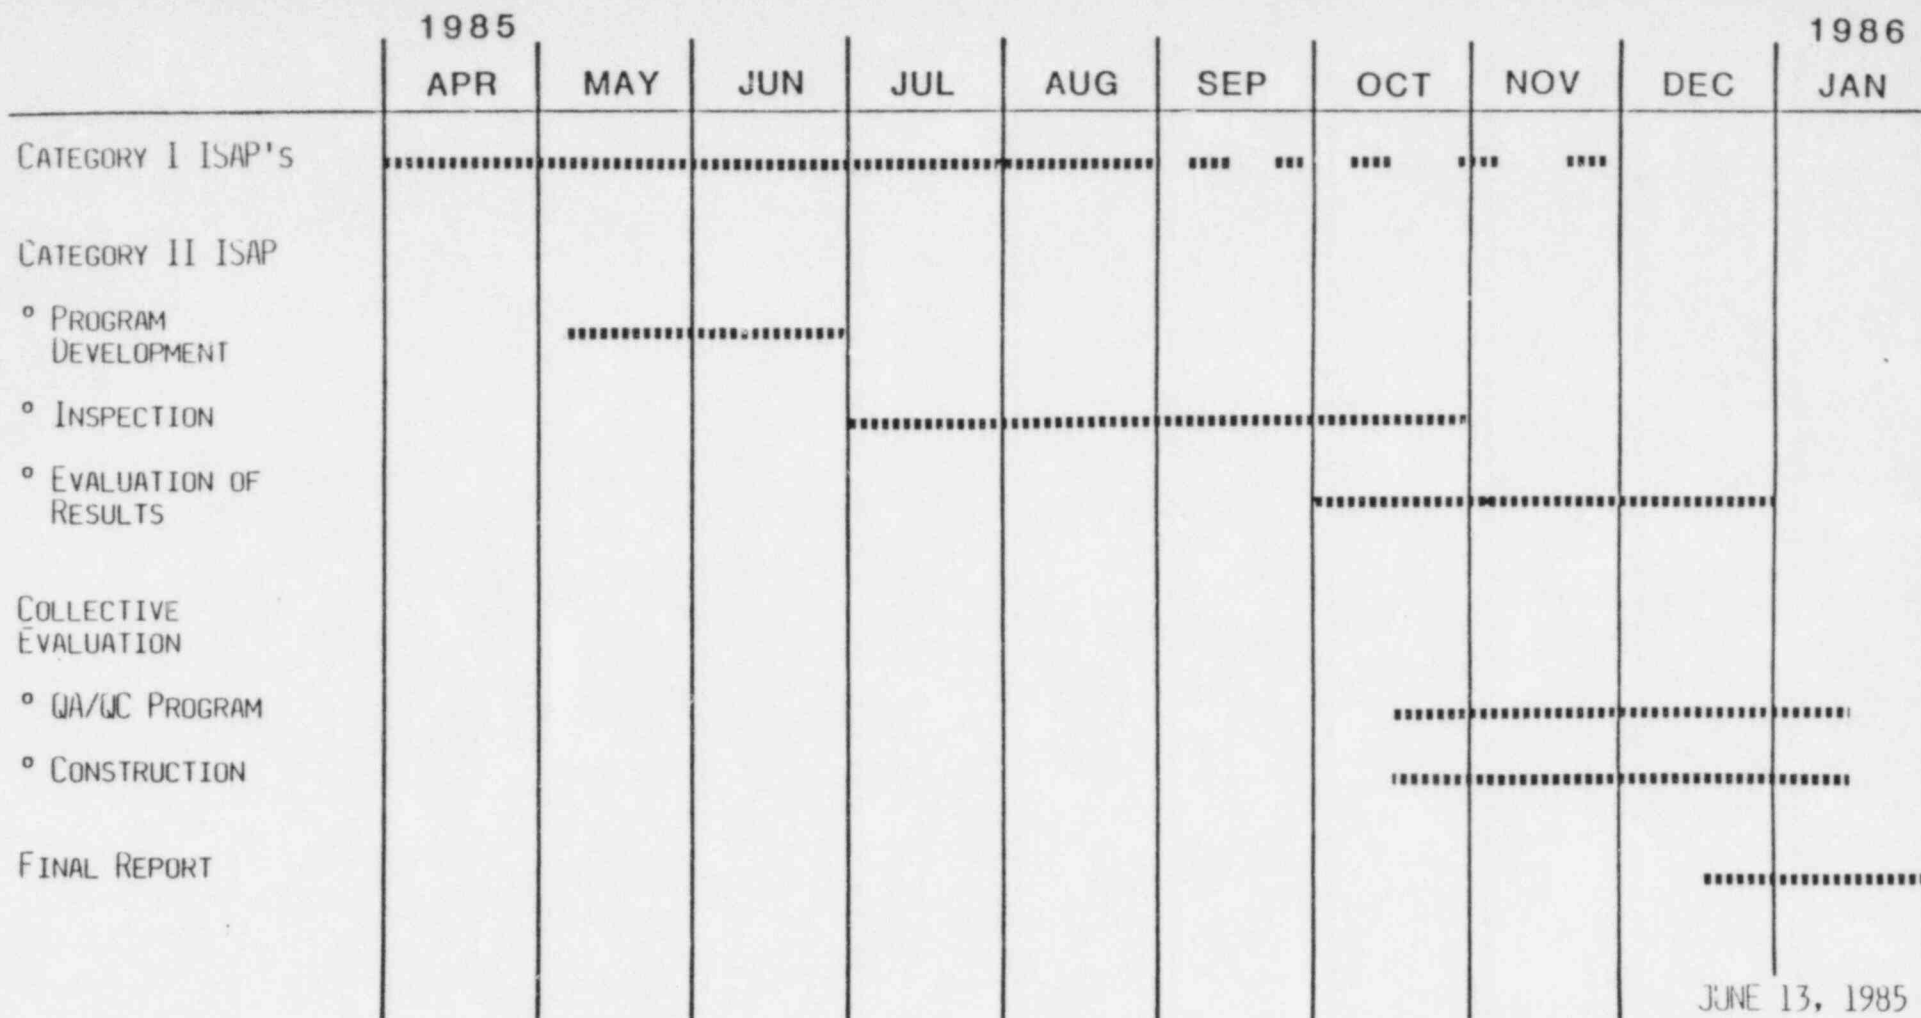 1985 1986
APR MAY JUN JUL AUG SEP OCT NOV DEC JAN
CATEGORY I ISAP'S
CATEGORY II ISAP
° PROGRAM
DEVELOPMENT
° INSPECTION
° EVALUATION OF
RESULTS
COLLECTIVE
EVALUATION
° QA/QC PROGRAM
° CONSTRUCTION
FINAL REPORT
JUNE 13, 1985